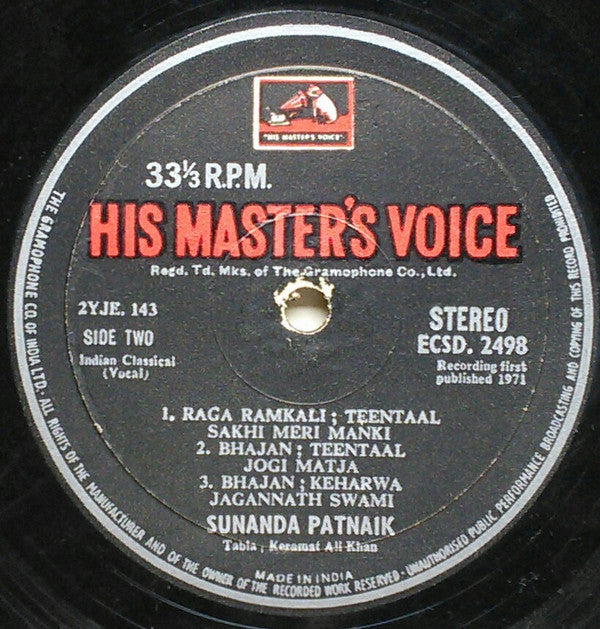 "HIS MASTER'S VOICE"
33⅓ R.P.M.
HIS MASTER'S VOICE
Regd. Td. Mks. of The Gramophone Co., Ltd.
2YJE. 143
SIDE TWO
Indian Classical
(Vocal)
STEREO
ECSD. 2498
Recording first
published 1971
1. RAGA RAMKALI ; TEENTAAL
SAKHI MERI MANKI
2. BHAJAN ; TEENTAAL
JOGI MATJA
3. BHAJAN ; KEHARWA
JAGANNATH SWAMI
SUNANDA PATNAIK
Tabla ; Keramat Ali Khan
MADE IN INDIA
THE GRAMOPHONE CO. OF INDIA LTD. ALL RIGHTS OF THE MANUFACTURER AND OF THE OWNER OF THE RECORDED WORK RESERVED · UNAUTHORISED PUBLIC PERFORMANCE BROADCASTING AND COPYING OF THIS RECORD PROHIBITED